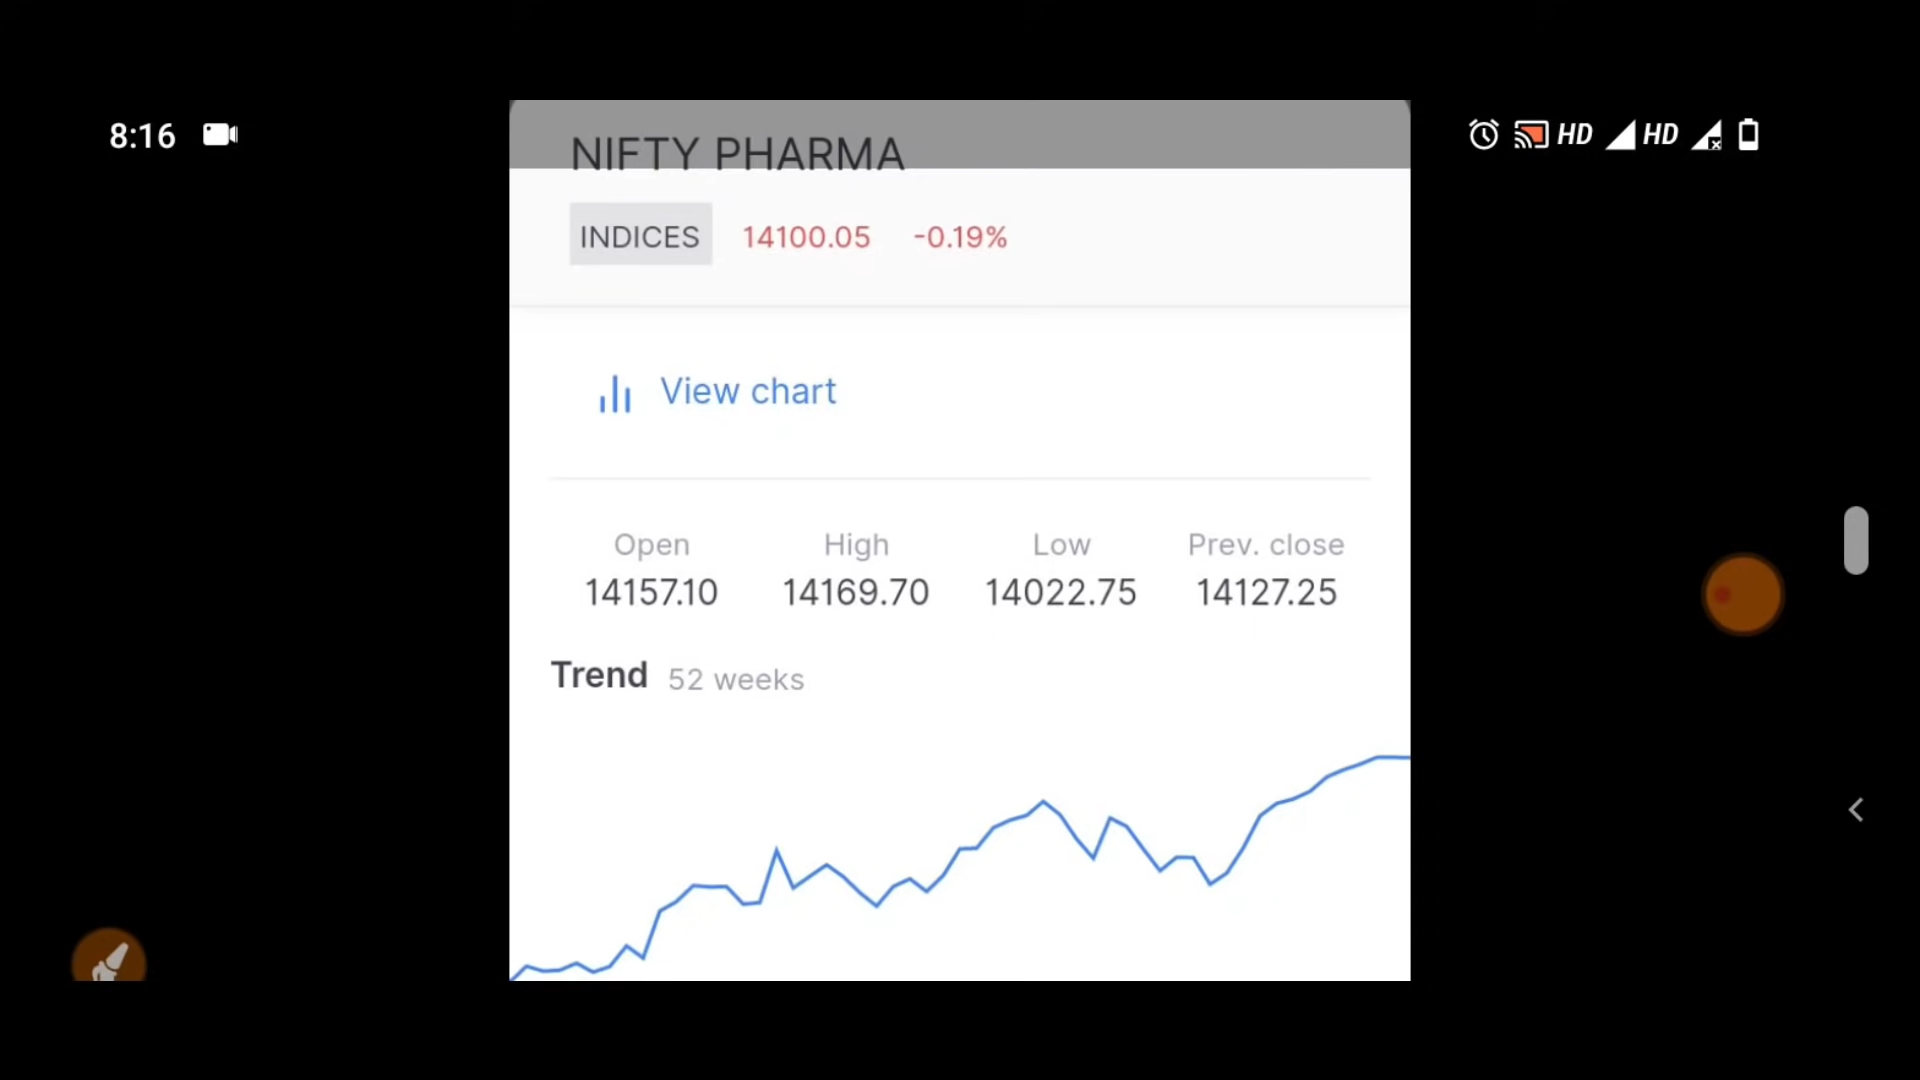 8:16 HD HD
NIFTY PHARMA
INDICES 14100.05 -0.19%
View chart
Open High Low Prev. close
14157.10 14169.70 14022.75 14127.25
Trend 52 weeks